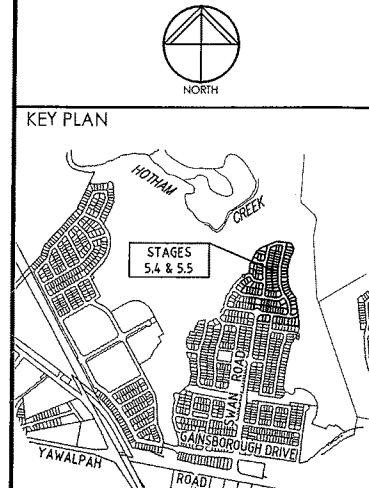 NORTH
KEY PLAN
HOTHAM
CREEK
STAGES
5.4 & 5.5
SWAN ROAD
GAINSBOROUGH DRIVE
YAWALPAH
ROAD